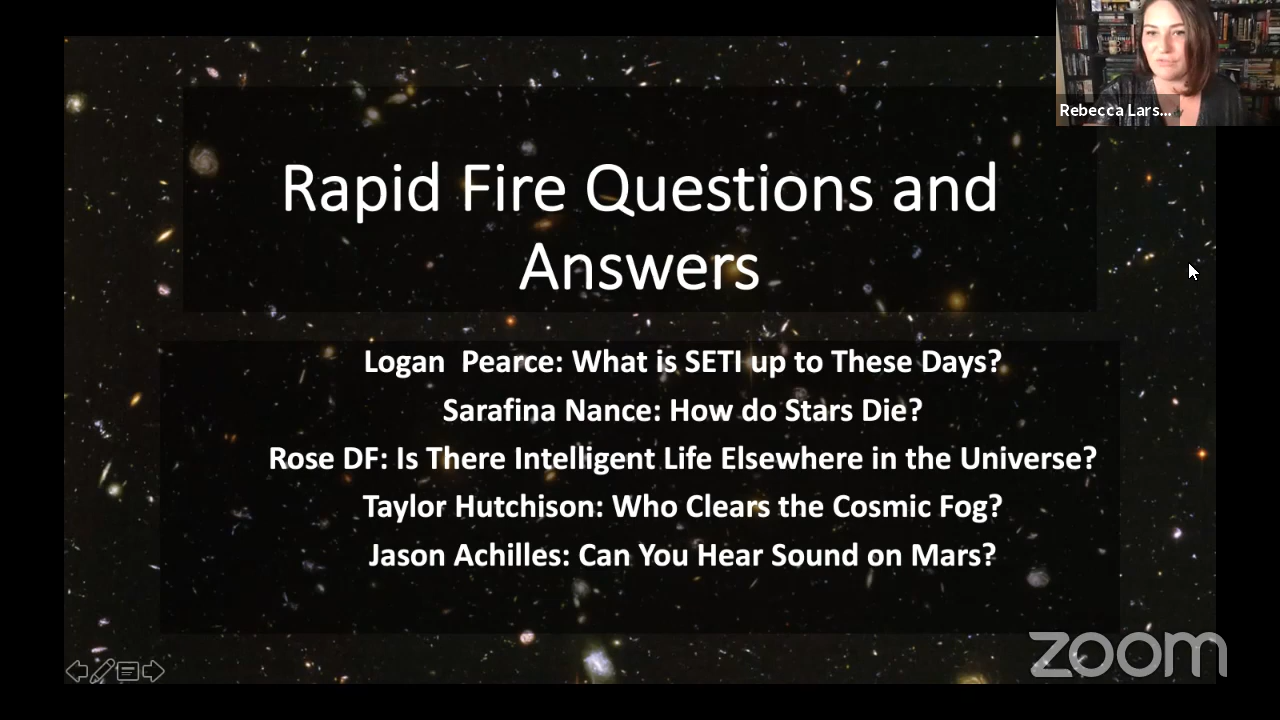 Rebecca Lars...
Rapid Fire Questions and
Answers
Logan Pearce: What is SETI up to These Days?
Sarafina Nance: How do Stars Die?
Rose DF: Is There Intelligent Life Elsewhere in the Universe?
Taylor Hutchison: Who Clears the Cosmic Fog?
Jason Achilles: Can You Hear Sound on Mars?
zoom